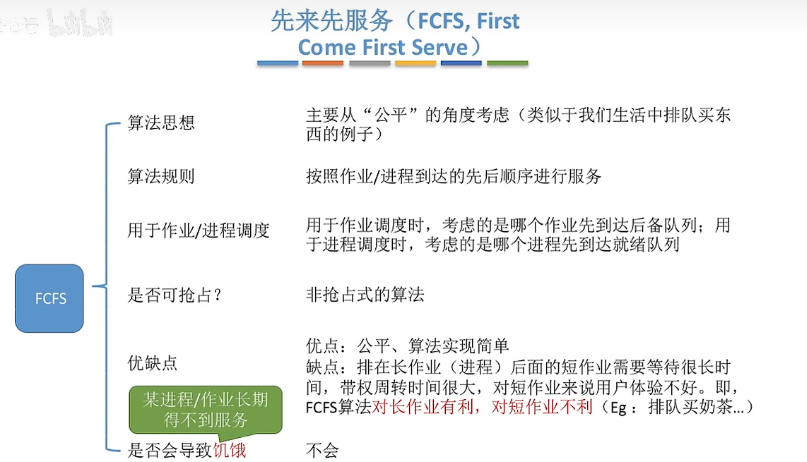 bilibili
先来先服务（FCFS, First
Come First Serve）
算法思想
主要从“公平”的角度考虑（类似于我们生活中排队买东
西的例子）
算法规则
按照作业/进程到达的先后顺序进行服务
用于作业/进程调度
用于作业调度时，考虑的是哪个作业先到达后备队列；用
于进程调度时，考虑的是哪个进程先到达就绪队列
FCFS
是否可抢占？
非抢占式的算法
优缺点
优点：公平、算法实现简单
缺点：排在长作业（进程）后面的短作业需要等待很长时
间，带权周转时间很大，对短作业来说用户体验不好。即，
FCFS算法对长作业有利，对短作业不利（Eg：排队买奶茶…）
某进程/作业长期
得不到服务
是否会导致饥饿
不会